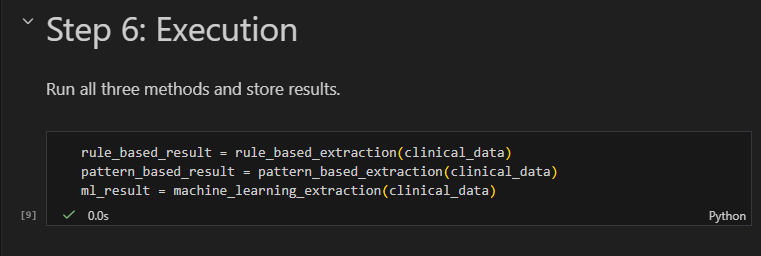 Step 6: Execution
Run all three methods and store results.
rule_based_result = rule_based_extraction(clinical_data)
pattern_based_result = pattern_based_extraction(clinical_data)
ml_result = machine_learning_extraction(clinical_data)
[9] 0.0s Python